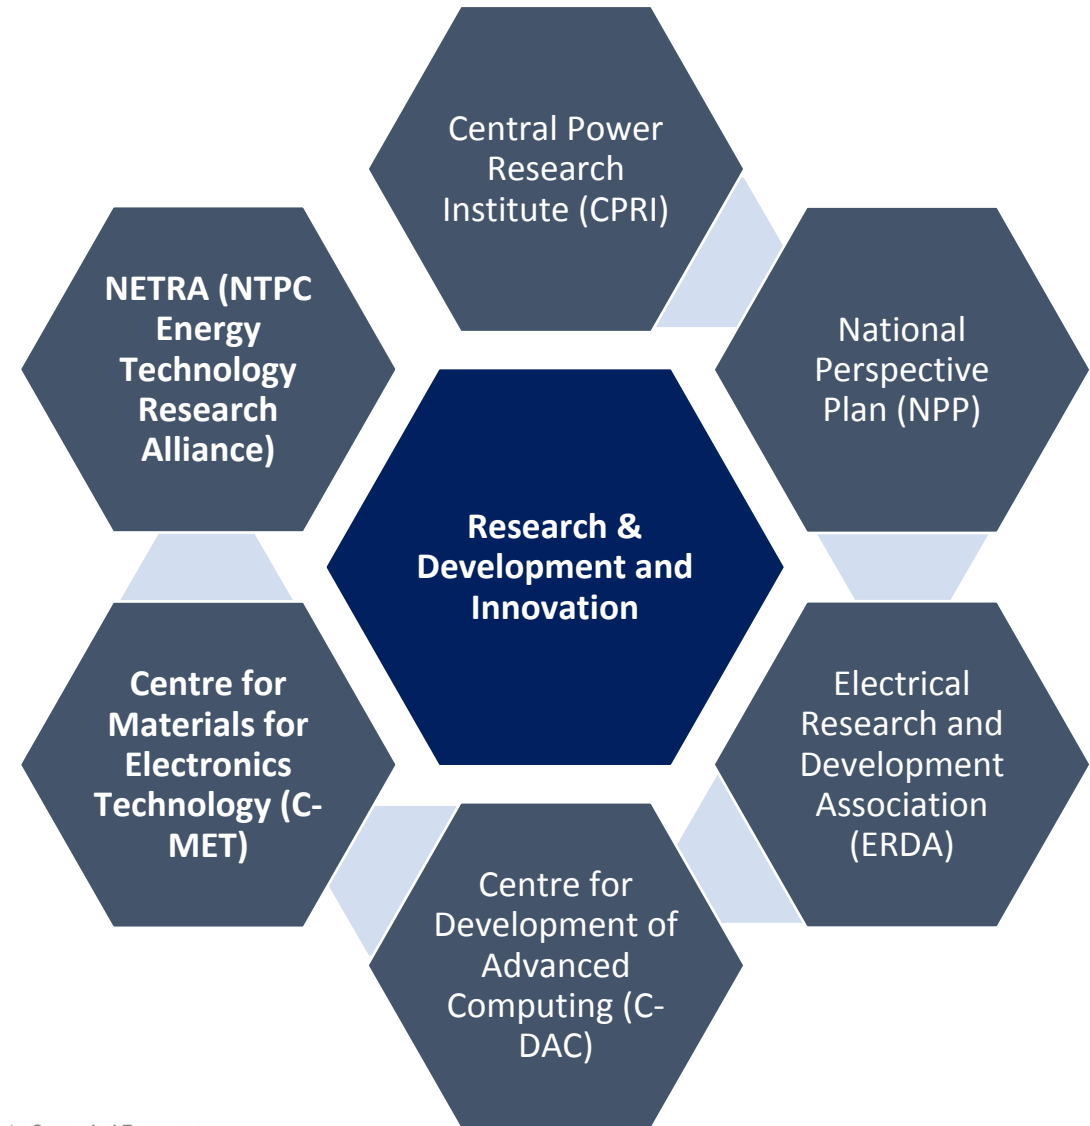 Central Power
Research
Institute (CPRI)
National
Perspective
Plan (NPP)
Electrical
Research and
Development
Association
(ERDA)
Centre for
Development of
Advanced
Computing (C-
DAC)
Centre for
Materials for
Electronics
Technology (C-
MET)
NETRA (NTPC
Energy
Technology
Research
Alliance)
Research &
Development and
Innovation